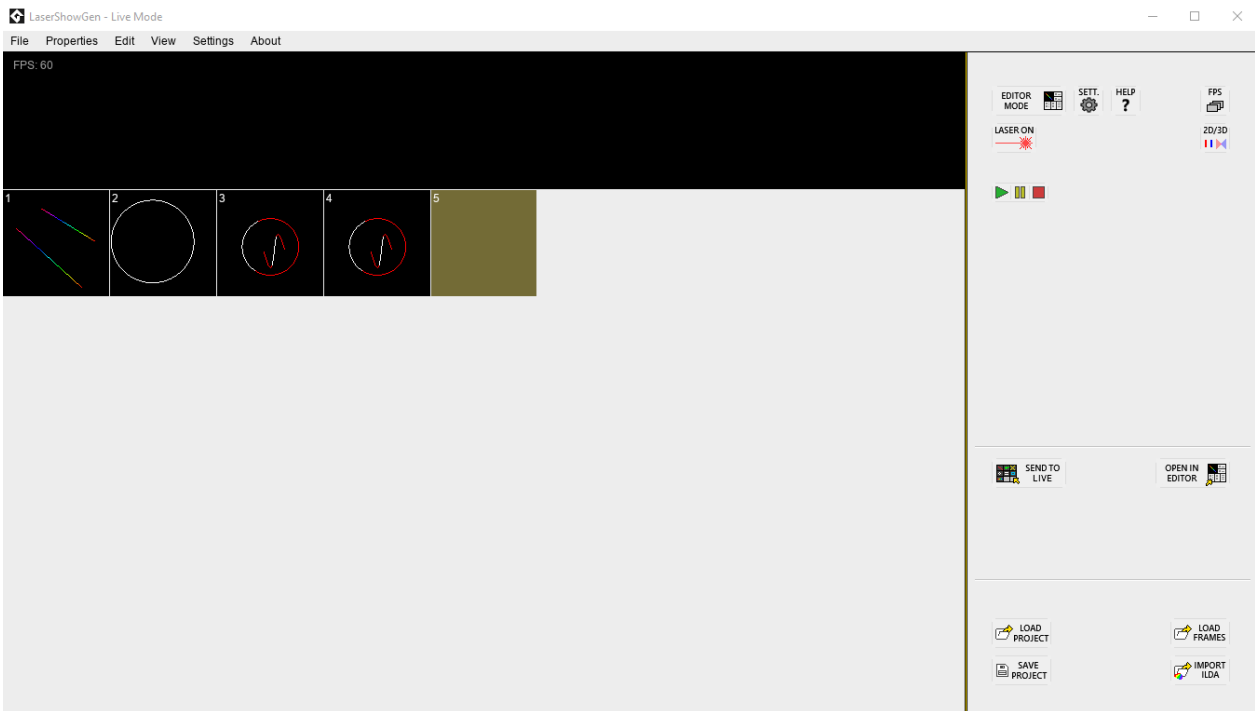 LaserShowGen - Live Mode
File Properties Edit View Settings About
FPS: 60
1 2 3 4 5
EDITOR
MODE
SETT.
HELP
?
FPS
LASER ON
2D/3D
SEND TO
LIVE
OPEN IN
EDITOR
LOAD
PROJECT
LOAD
FRAMES
SAVE
PROJECT
IMPORT
ILDA